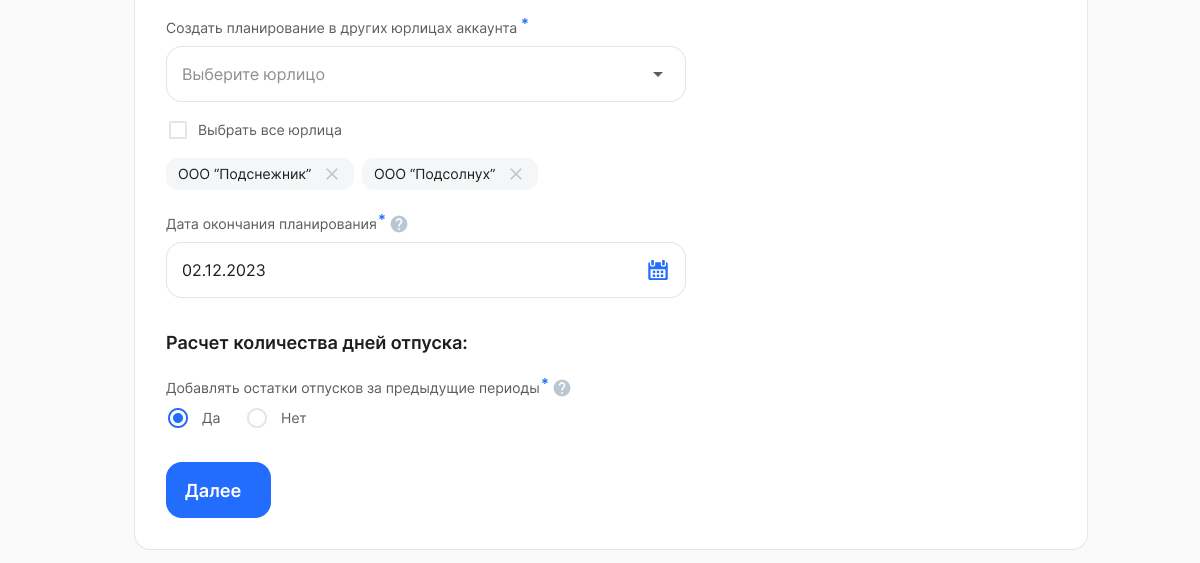 Создать планирование в других юрлицах аккаунта *
Выберите юрлицо
Выбрать все юрлица
ООО “Подснежник” ООО “Подсолнух”
Дата окончания планирования * ?
02.12.2023
Расчет количества дней отпуска:
Добавлять остатки отпусков за предыдущие периоды * ?
Да Нет
Далее